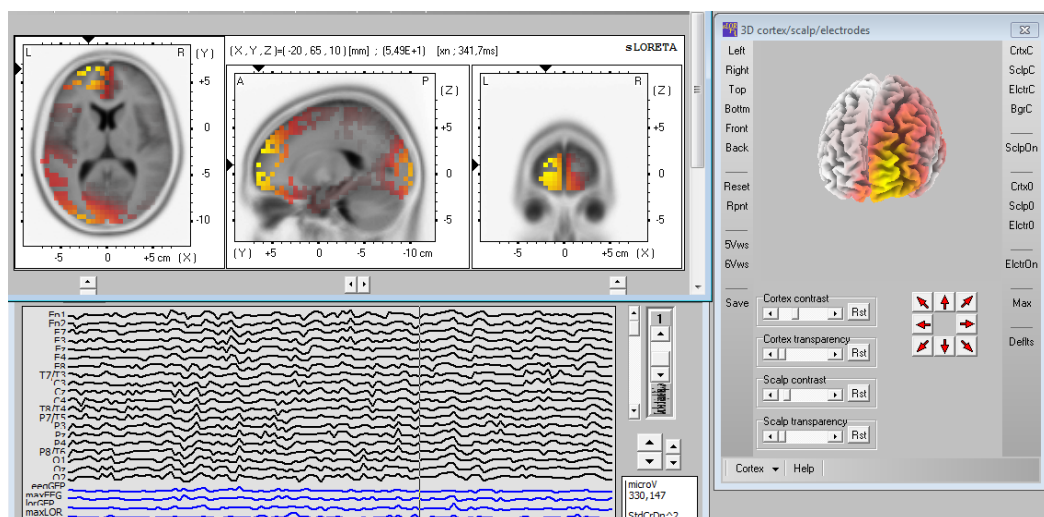 L R (Y) (X,Y,Z)=(-20,65,10)[mm] ; (5,49E+1) [xn ; 341,7ms] sLORETA
A P (Z) L R (Z)
+5 +5 +5
0 0 0
-5 -5 -5
-10
-5 0 +5 cm (X) (Y) +5 0 -5 -10 cm -5 0 +5 cm (X)
Fp1
Fp2
F7
F3
Fz
F4
F8
T7/T3
C3
Cz
C4
T8/T4
P7/T5
P3
Pz
P4
P8/T6
O1
Oz
O2
eegGFP
maxEEG
lorGFP
maxLOR
1
microV
330,147
StdCrDn^2
3D cortex/scalp/electrodes
Left
Right
Top
Bottm
Front
Back
Reset
Rpnt
5Vws
6Vws
Save
CrtxC
SclpC
ElctrC
BgrC
SclpOn
Crtx0
Sclp0
Elctr0
ElctrOn
Max
Deflts
Cortex contrast
Rst
Cortex transparency
Rst
Scalp contrast
Rst
Scalp transparency
Rst
Cortex Help